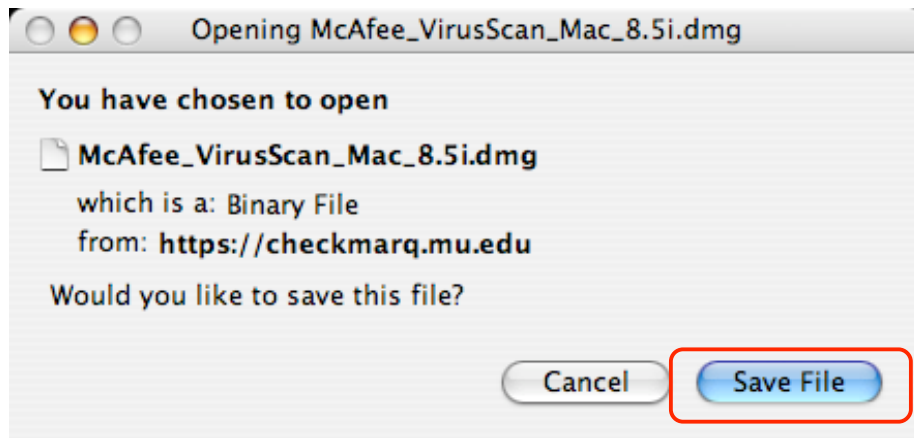 Opening McAfee_VirusScan_Mac_8.5i.dmg
You have chosen to open
McAfee_VirusScan_Mac_8.5i.dmg
which is a: Binary File
from: https://checkmarq.mu.edu
Would you like to save this file?
Cancel Save File